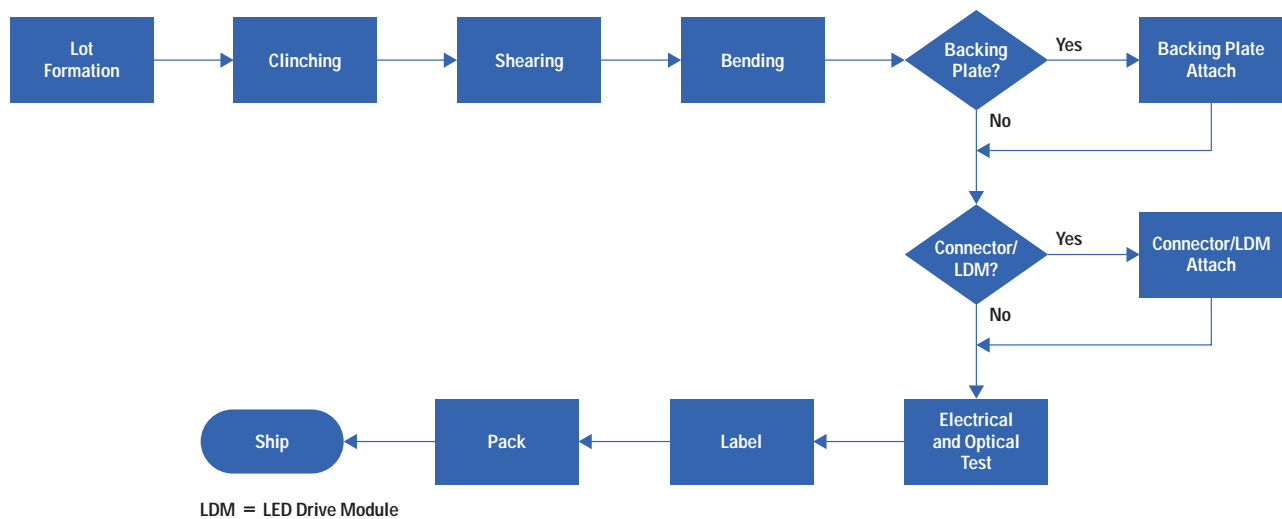 Lot
Formation
Clinching
Shearing
Bending
Backing
Plate?
Yes
Backing Plate
Attach
No
Connector/
LDM?
Yes
Connector/LDM
Attach
No
Electrical
and Optical
Test
Label
Pack
Ship
LDM = LED Drive Module